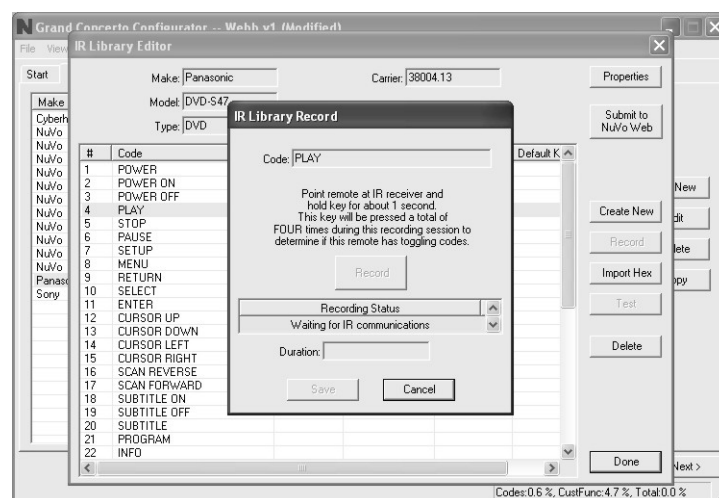 Grand Concerto Configurator -- Webb v1 (Modified)
File View
IR Library Editor
Start
Make: Panasonic
Carrier: 38004.13
Properties
Model: DVD-S47
Type: DVD
Submit to
NuVo Web
Make
Cyberh
NuVo
NuVo
NuVo
NuVo
NuVo
NuVo
NuVo
NuVo
NuVo
NuVo
NuVo
Panaso
Sony
# Code Default K
1 POWER
2 POWER ON
3 POWER OFF
4 PLAY
5 STOP
6 PAUSE
7 SETUP
8 MENU
9 RETURN
10 SELECT
11 ENTER
12 CURSOR UP
13 CURSOR DOWN
14 CURSOR LEFT
15 CURSOR RIGHT
16 SCAN REVERSE
17 SCAN FORWARD
18 SUBTITLE ON
19 SUBTITLE OFF
20 SUBTITLE
21 PROGRAM
22 INFO
IR Library Record
Code: PLAY
Point remote at IR receiver and
hold key for about 1 second.
This key will be pressed a total of
FOUR times during this recording session to
determine if this remote has toggling codes.
Record
Recording Status
Waiting for IR communications
Duration:
Save
Cancel
Create New
Record
Import Hex
Test
Delete
Done
New
dit
lete
opy
Next >
Codes:0.6 %, CustFunc:4.7 %, Total:0.0 %